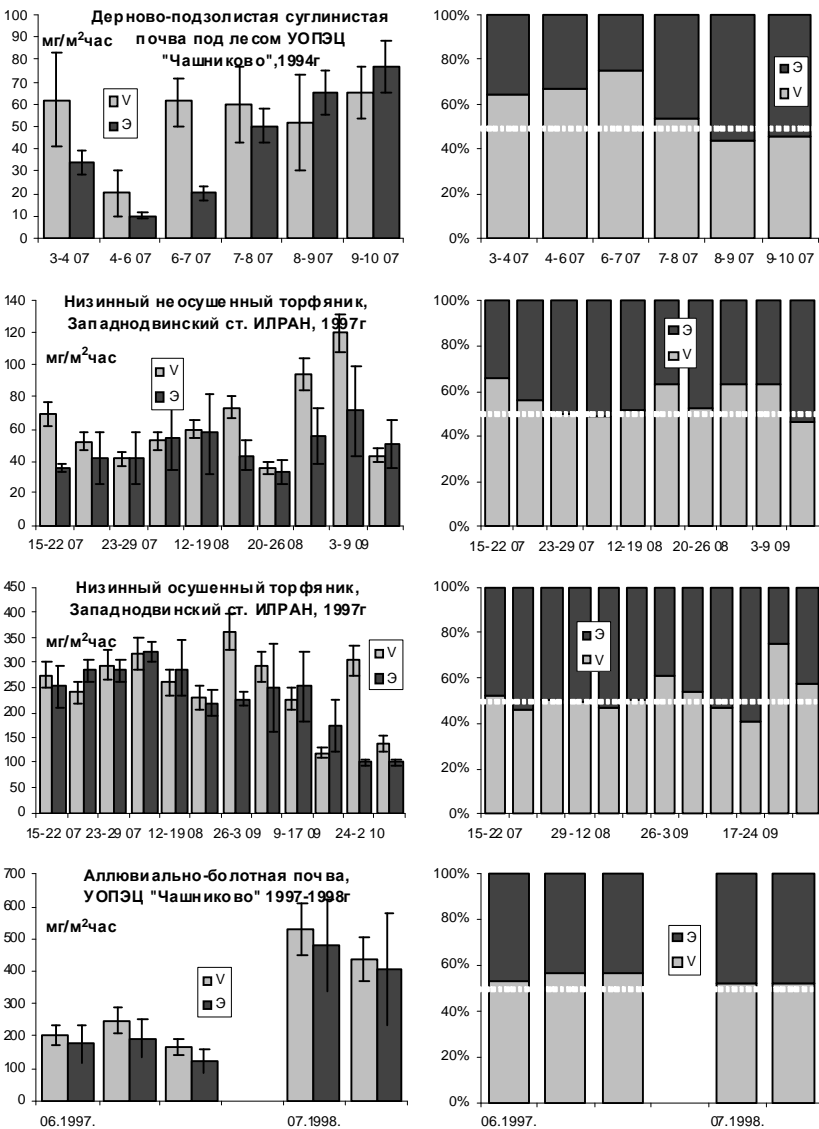 Дерново-подзолистая суглинистая
почва под лесом УОПЭЦ
"Чашниково",1994г
мг/м²час
100
90
80
70
60
50
40
30
20
10
0
V
Э
3-4 07 4-6 07 6-7 07 7-8 07 8-9 07 9-10 07
100%
80%
60%
40%
20%
0%
Э
V
3-4 07 4-6 07 6-7 07 7-8 07 8-9 07 9-10 07
Низинный неосушенный торфяник,
Западнодвинский ст. ИЛРАН, 1997г
мг/м²час
140
120
100
80
60
40
20
0
V
Э
15-22 07 23-29 07 12-19 08 20-26 08 3-9 09
100%
80%
60%
40%
20%
0%
Э
V
15-22 07 23-29 07 12-19 08 20-26 08 3-9 09
Низинный осушенный торфяник,
Западнодвинский ст. ИЛРАН, 1997г
мг/м²час
450
400
350
300
250
200
150
100
50
0
V
Э
15-22 07 23-29 07 12-19 08 26-3 09 9-17 09 24-2 10
100%
80%
60%
40%
20%
0%
Э
V
15-22 07 29-12 08 26-3 09 17-24 09
Аллювиально-болотная почва,
УОПЭЦ "Чашниково" 1997-1998г
мг/м²час
700
600
500
400
300
200
100
0
V
Э
06.1997. 07.1998.
100%
80%
60%
40%
20%
0%
Э
V
06.1997. 07.1998.